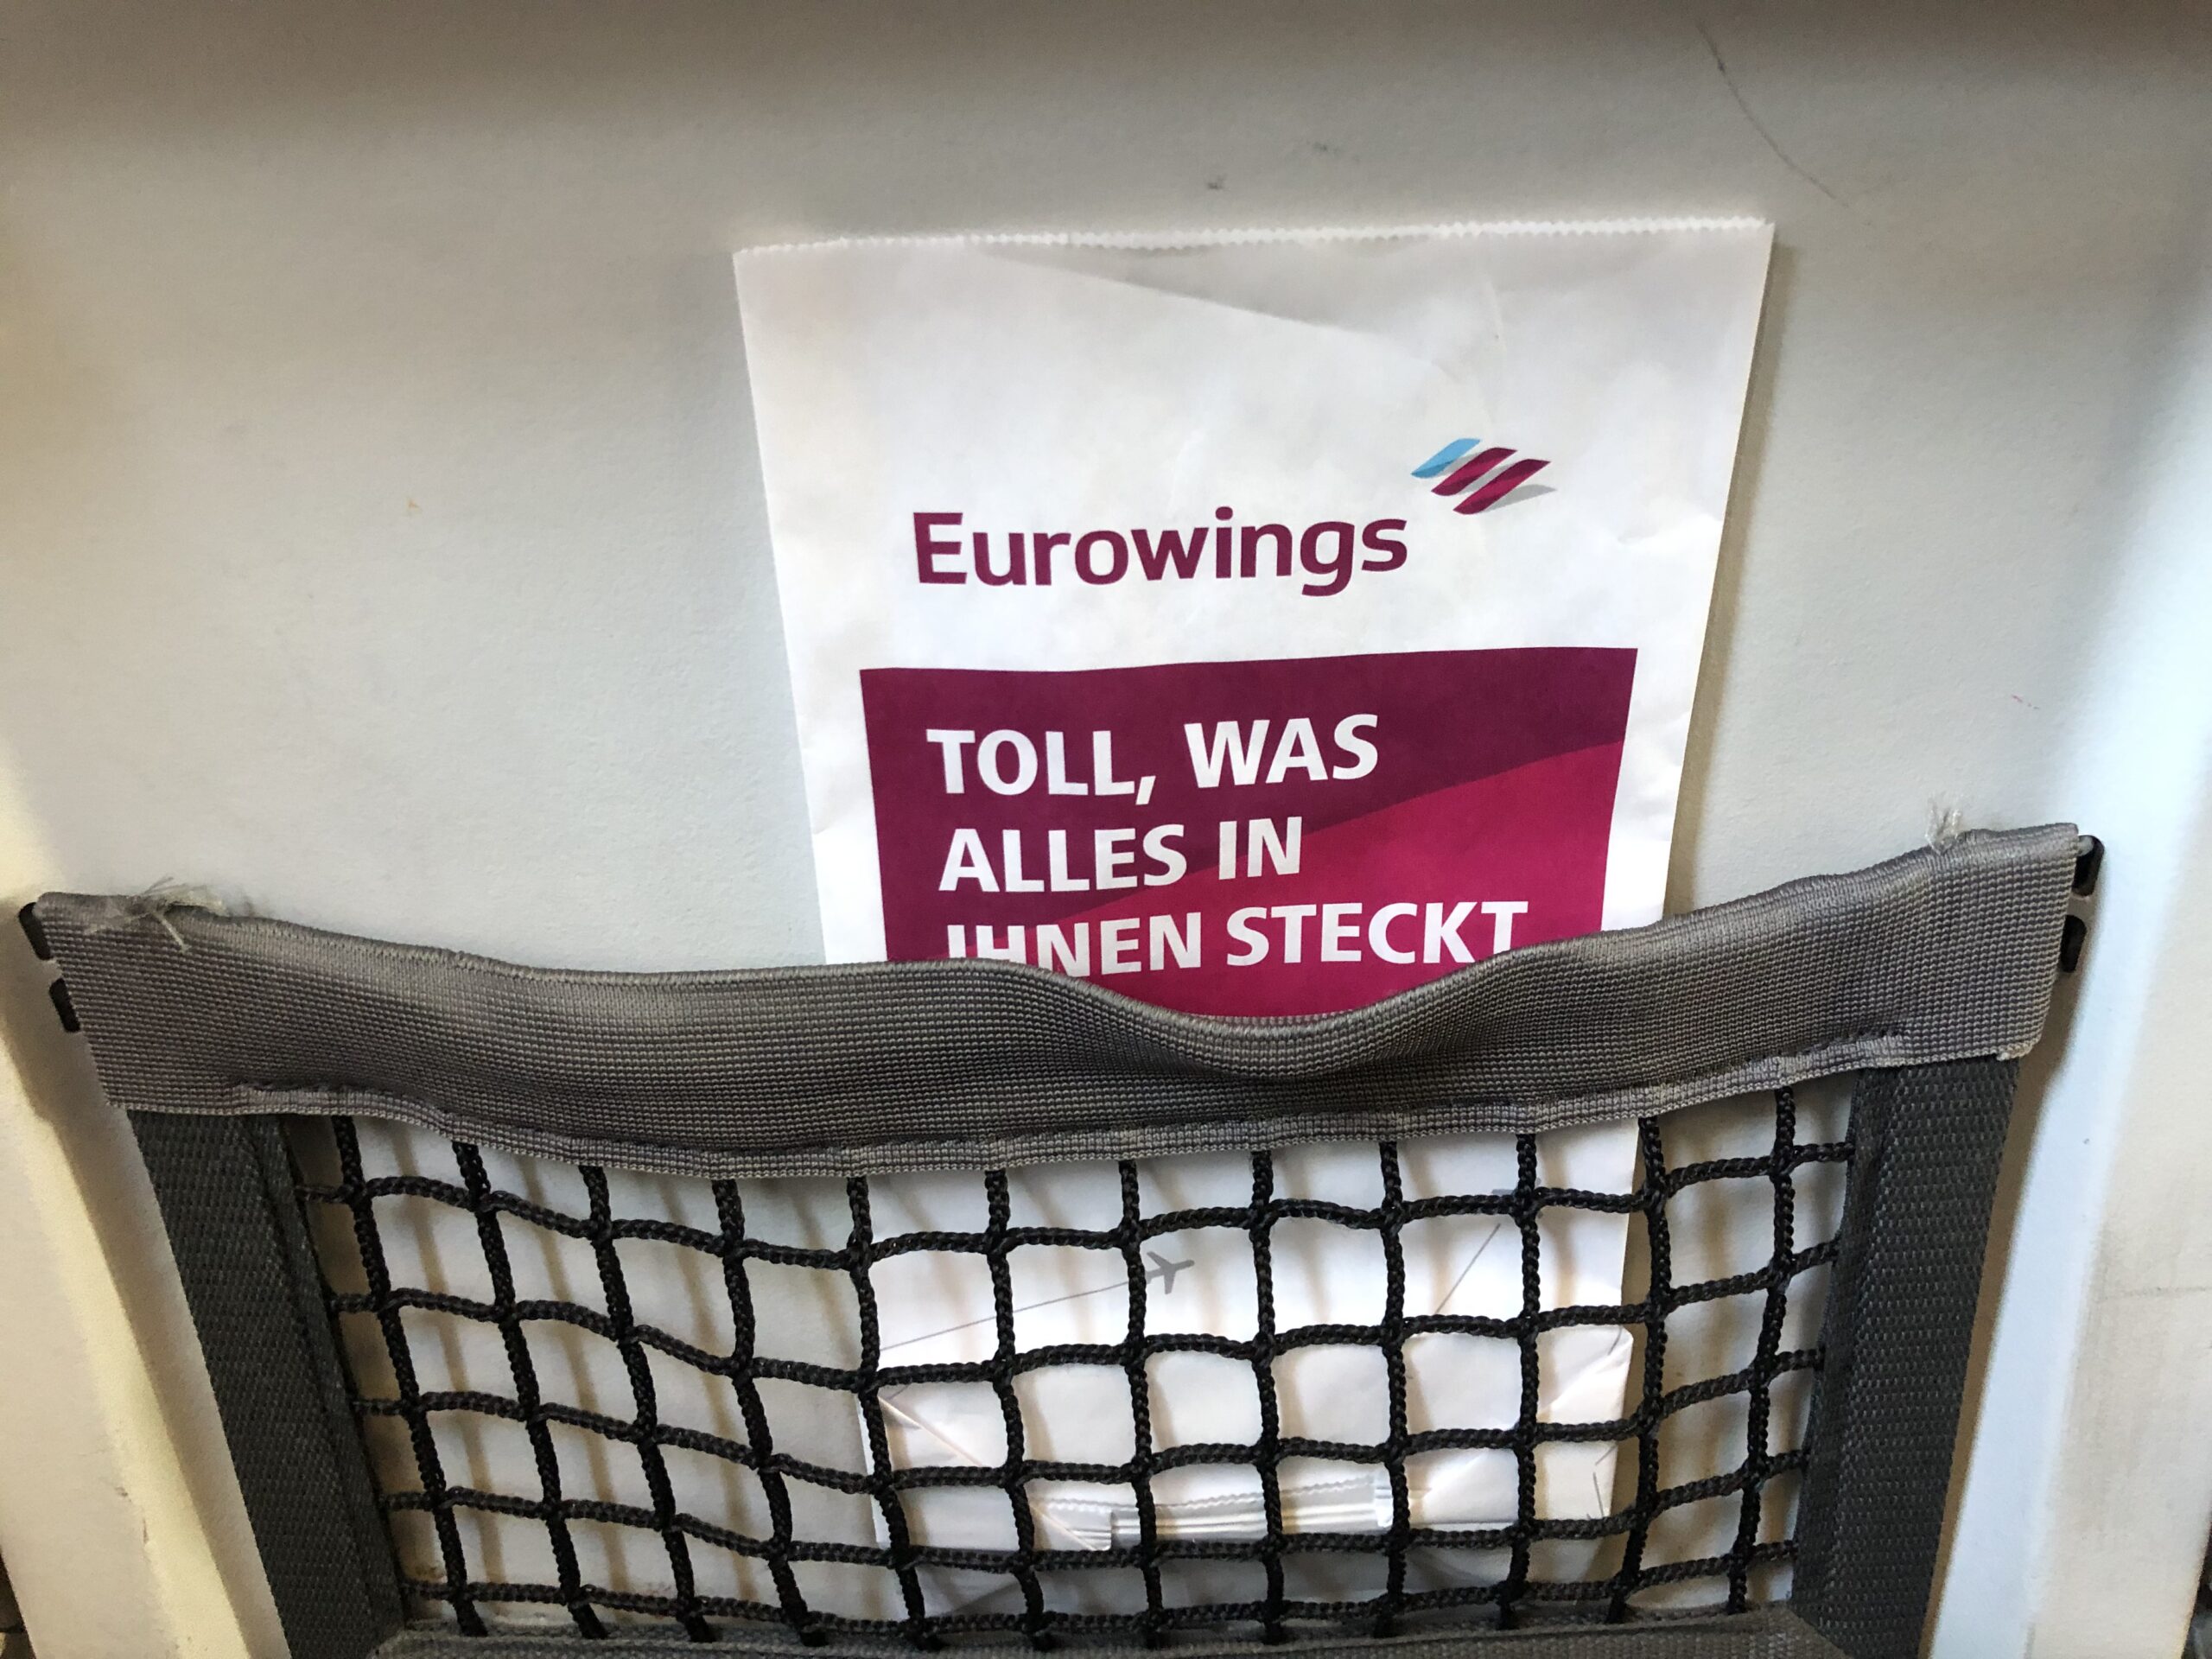 Eurowings
TOLL, WAS
ALLES IN
IHNEN STECKT